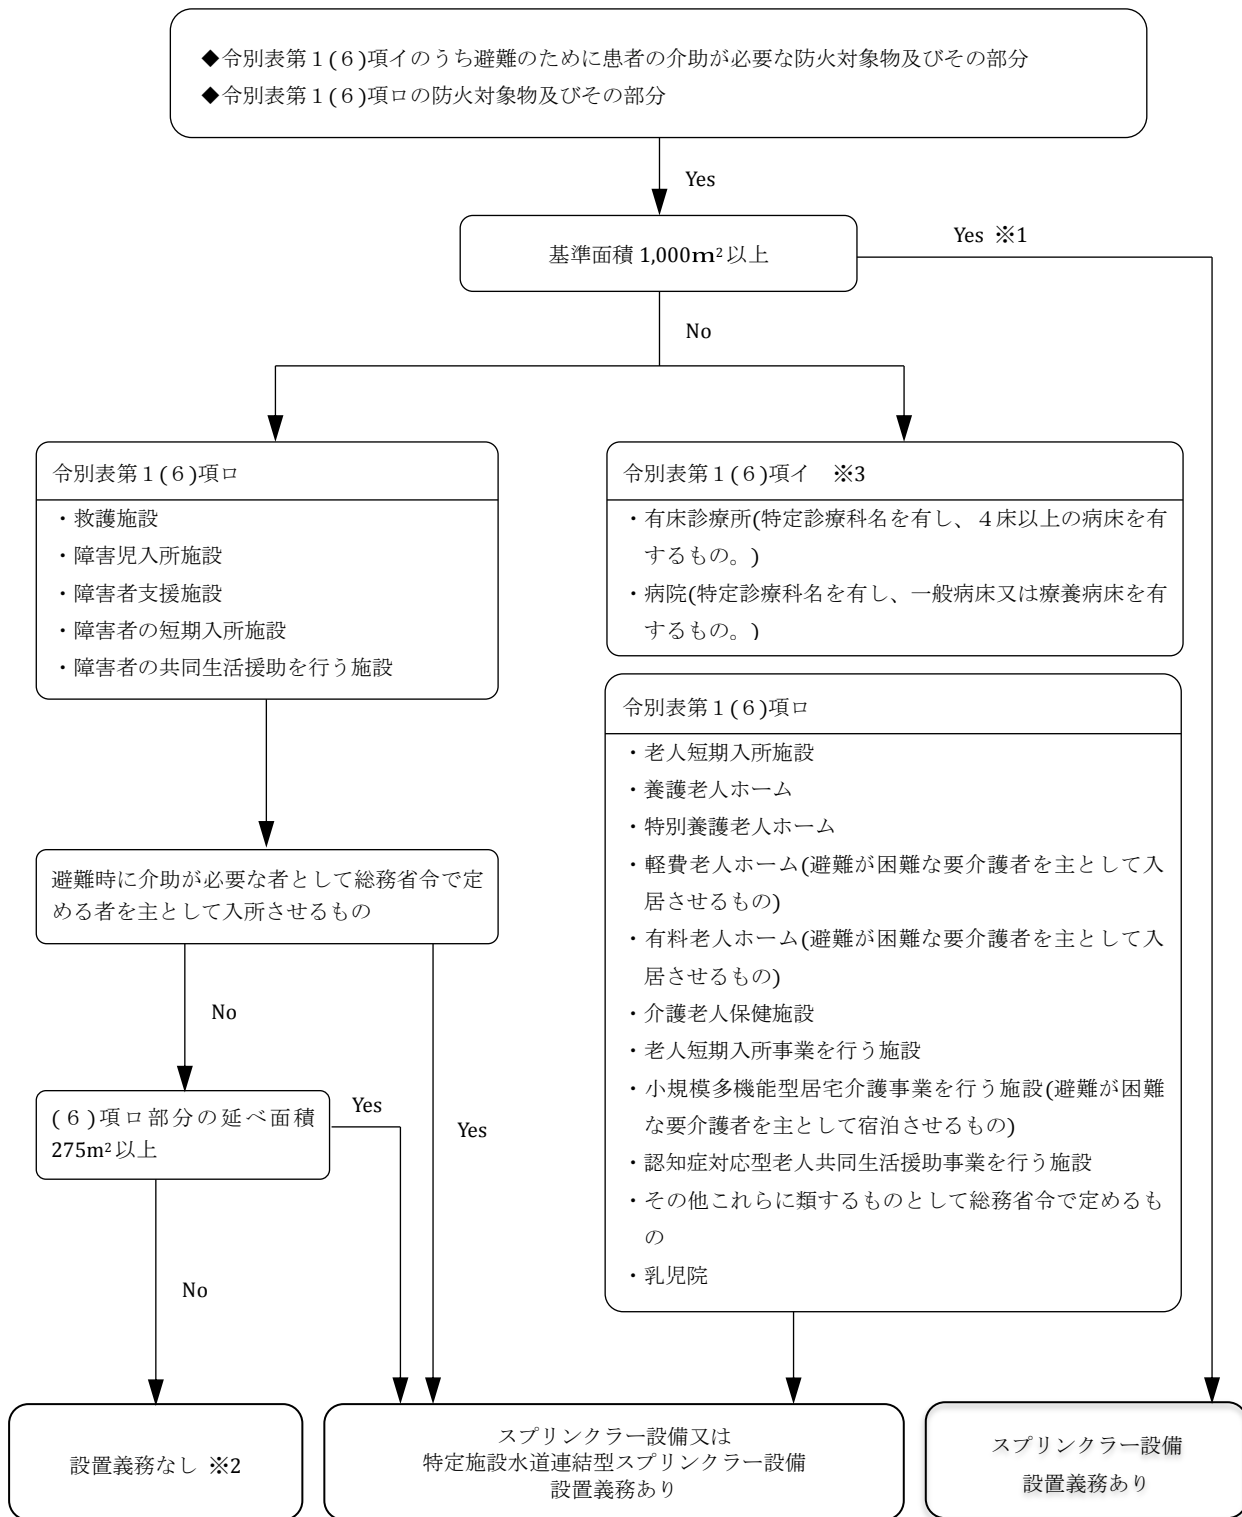 ◆令別表第１(６)項イのうち避難のために患者の介助が必要な防火対象物及びその部分
◆令別表第１(６)項ロの防火対象物及びその部分
Yes
基準面積 1,000ｍ²以上
Yes ※1
No
令別表第１(６)項ロ
・救護施設
・障害児入所施設
・障害者支援施設
・障害者の短期入所施設
・障害者の共同生活援助を行う施設
令別表第１(６)項イ　※3
・有床診療所(特定診療科名を有し、４床以上の病床を有
するもの。)
・病院(特定診療科名を有し、一般病床又は療養病床を有
するもの。)
令別表第１(６)項ロ
・老人短期入所施設
・養護老人ホーム
・特別養護老人ホーム
・軽費老人ホーム(避難が困難な要介護者を主として入
居させるもの)
・有料老人ホーム(避難が困難な要介護者を主として入
居させるもの)
・介護老人保健施設
・老人短期入所事業を行う施設
・小規模多機能型居宅介護事業を行う施設(避難が困難
な要介護者を主として宿泊させるもの)
・認知症対応型老人共同生活援助事業を行う施設
・その他これらに類するものとして総務省令で定めるも
の
・乳児院
避難時に介助が必要な者として総務省令で定
める者を主として入所させるもの
No
Yes
(６)項ロ部分の延べ面積
275m²以上
Yes
No
設置義務なし ※2
スプリンクラー設備又は
特定施設水道連結型スプリンクラー設備
設置義務あり
スプリンクラー設備
設置義務あり